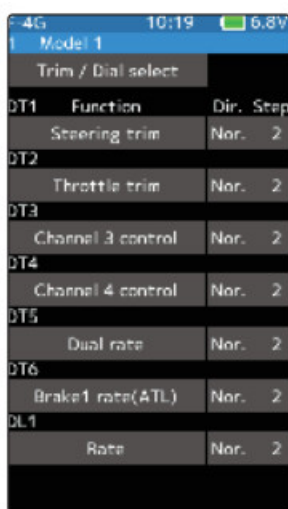 F-4G 10:19 6.8V
1 Model 1
Trim / Dial select
DT1 Function Dir. Step
Steering trim Nor. 2
DT2
Throttle trim Nor. 2
DT3
Channel 3 control Nor. 2
DT4
Channel 4 control Nor. 2
DT5
Dual rate Nor. 2
DT6
Brake1 rate(ATL) Nor. 2
DL1
Rate Nor. 2